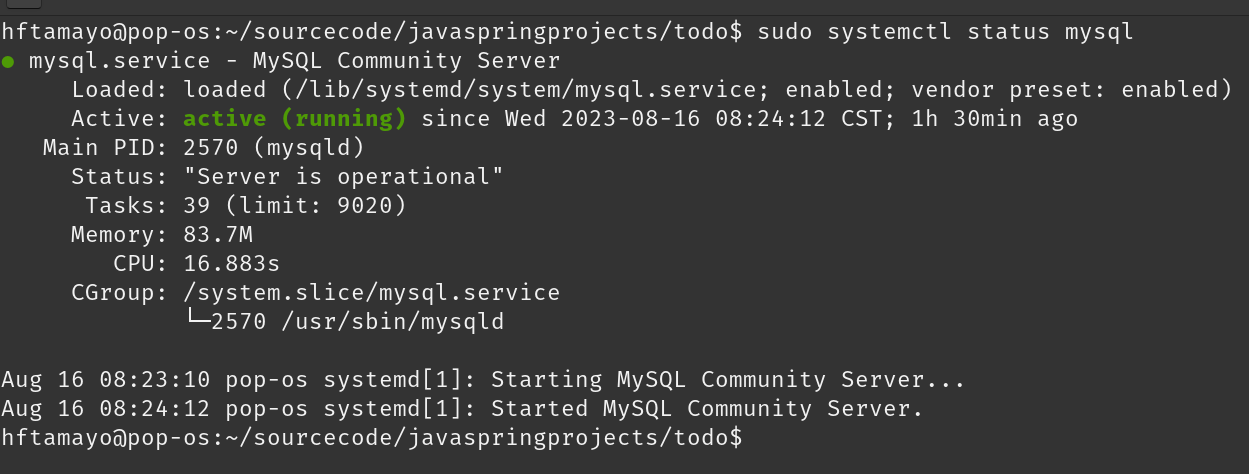 hftamayo@pop-os:~/sourcecode/javaspringprojects/todo$ sudo systemctl status mysql
● mysql.service - MySQL Community Server
     Loaded: loaded (/lib/systemd/system/mysql.service; enabled; vendor preset: enabled)
     Active: active (running) since Wed 2023-08-16 08:24:12 CST; 1h 30min ago
   Main PID: 2570 (mysqld)
     Status: "Server is operational"
      Tasks: 39 (limit: 9020)
     Memory: 83.7M
        CPU: 16.883s
     CGroup: /system.slice/mysql.service
             └─2570 /usr/sbin/mysqld

Aug 16 08:23:10 pop-os systemd[1]: Starting MySQL Community Server...
Aug 16 08:24:12 pop-os systemd[1]: Started MySQL Community Server.
hftamayo@pop-os:~/sourcecode/javaspringprojects/todo$